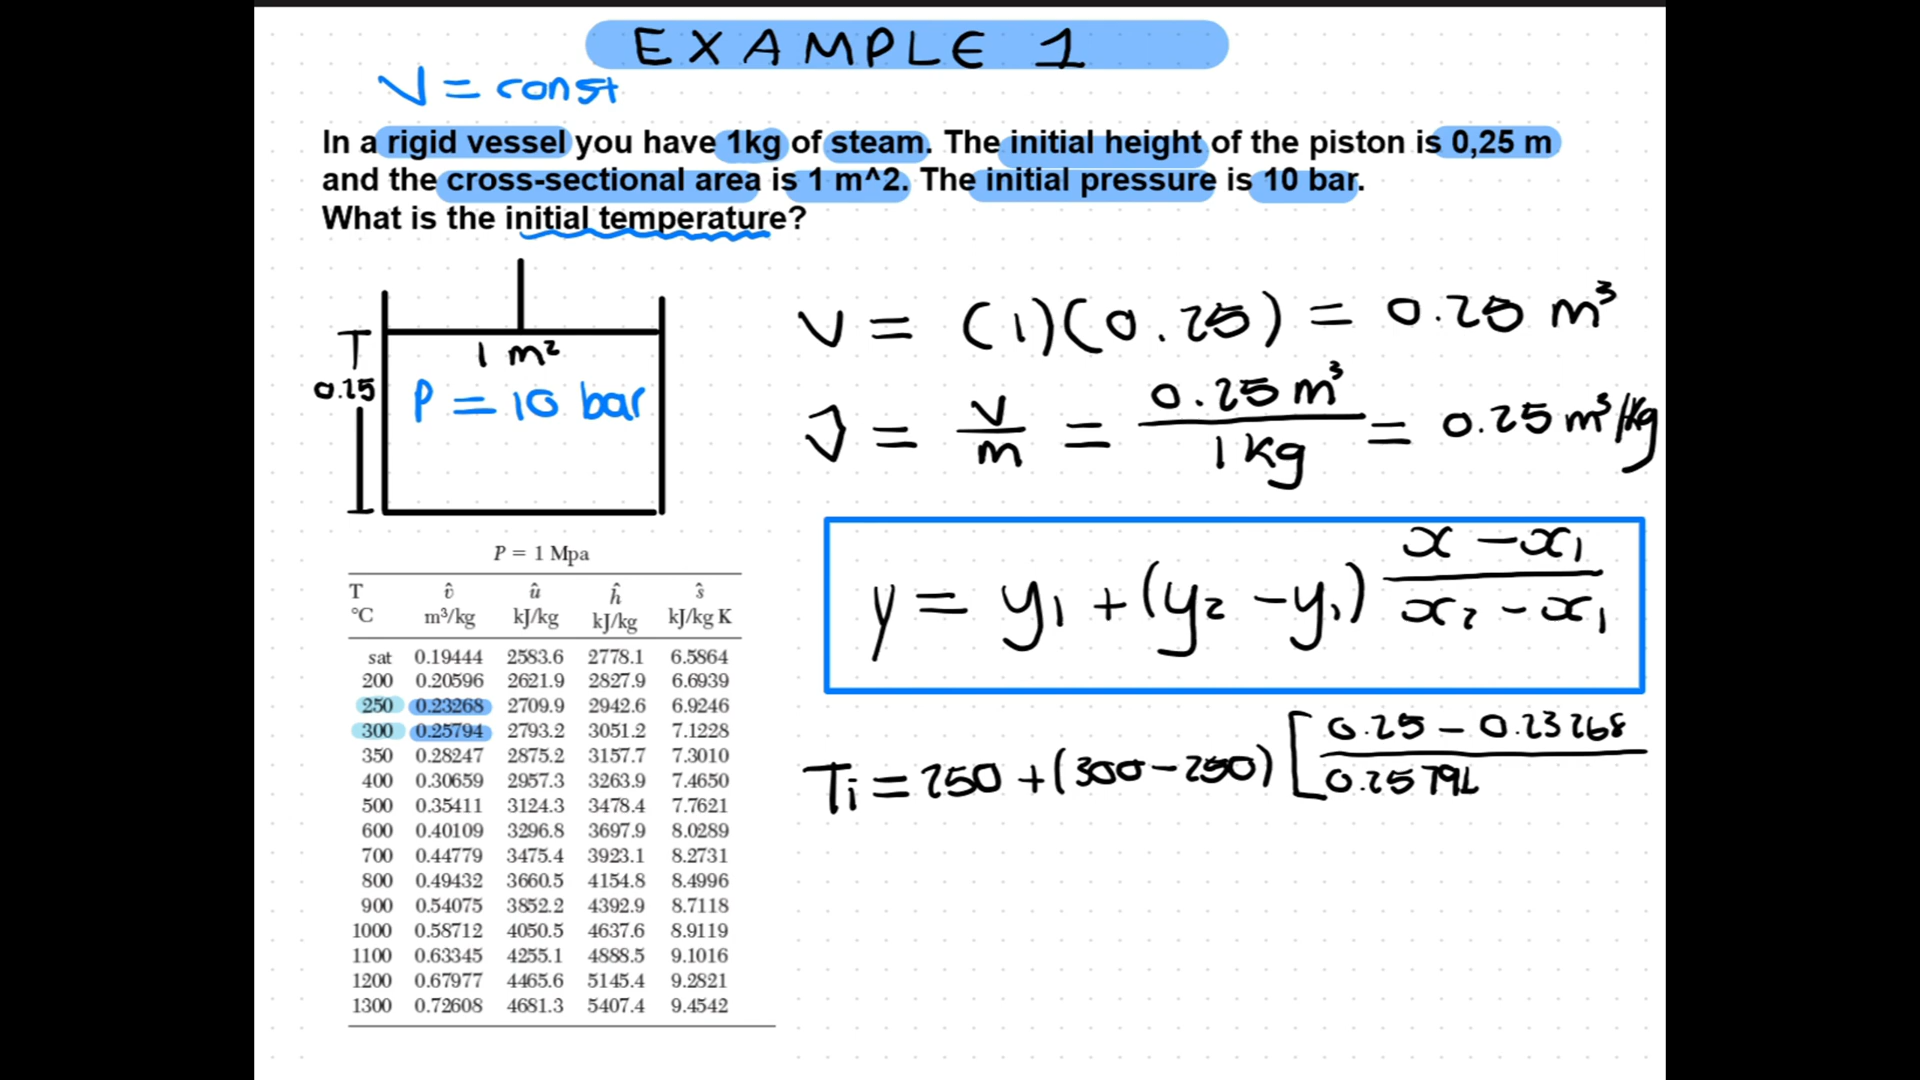 EXAMPLE 1
V = const
In a rigid vessel you have 1kg of steam. The initial height of the piston is 0,25 m
and the cross-sectional area is 1 m^2. The initial pressure is 10 bar.
What is the initial temperature?
1 m²
0.25
P = 10 bar
V = (1)(0.25) = 0.25 m³
v̂ = V/m = 0.25 m³/1 kg = 0.25 m³/kg
y = y₁ + (y₂ - y₁) x - x₁/x₂ - x₁
Ti = 250 + (300 - 250) [0.25 - 0.23268/0.2579
P = 1 Mpa
T v̂ û ĥ ŝ
°C m³/kg kJ/kg kJ/kg kJ/kg K
sat 0.19444 2583.6 2778.1 6.5864
200 0.20596 2621.9 2827.9 6.6939
250 0.23268 2709.9 2942.6 6.9246
300 0.25794 2793.2 3051.2 7.1228
350 0.28247 2875.2 3157.7 7.3010
400 0.30659 2957.3 3263.9 7.4650
500 0.35411 3124.3 3478.4 7.7621
600 0.40109 3296.8 3697.9 8.0289
700 0.44779 3475.4 3923.1 8.2731
800 0.49432 3660.5 4154.8 8.4996
900 0.54075 3852.2 4392.9 8.7118
1000 0.58712 4050.5 4637.6 8.9119
1100 0.63345 4255.1 4888.5 9.1016
1200 0.67977 4465.6 5145.4 9.2821
1300 0.72608 4681.3 5407.4 9.4542